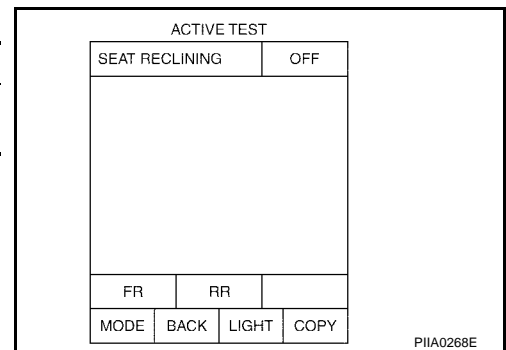 ACTIVE TEST
SEAT RECLINING OFF
FR RR
MODE BACK LIGHT COPY
PIIA0268E